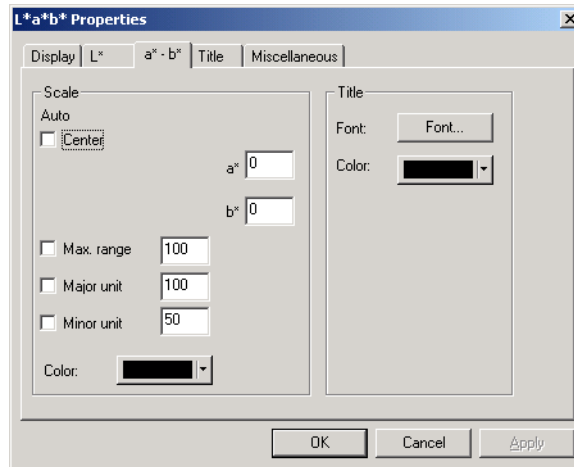 L*a*b* Properties
Display L* a* - b* Title Miscellaneous
Scale
Auto
Center
a* 0
b* 0
Max. range 100
Major unit 100
Minor unit 50
Color:
Title
Font: Font...
Color:
OK Cancel Apply